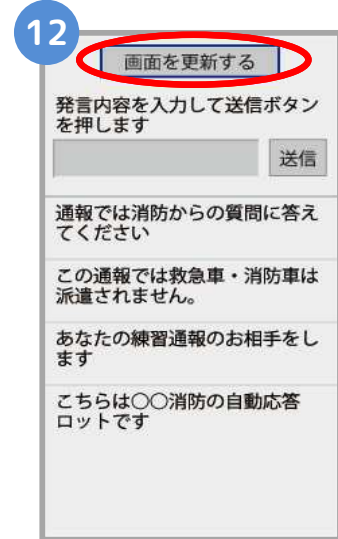 12
画面を更新する
発言内容を入力して送信ボタン
を押します
送信
通報では消防からの質問に答え
てください
この通報では救急車・消防車は
派遣されません。
あなたの練習通報のお相手をし
ます
こちらは○○消防の自動応答
ロットです